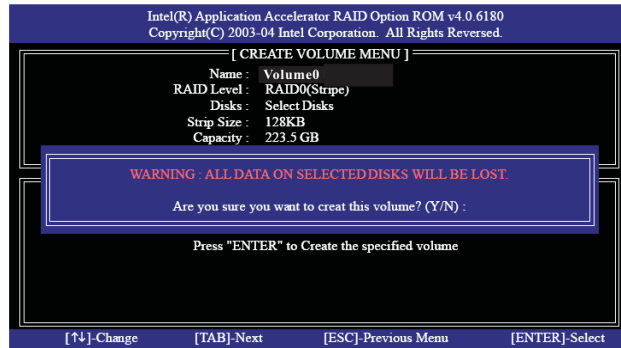 Intel(R) Application Accelerator RAID Option ROM v4.0.6180
Copyright(C) 2003-04 Intel Corporation. All Rights Reversed.
[ CREATE VOLUME MENU ]
Name : Volume0
RAID Level : RAID0(Stripe)
Disks : Select Disks
Strip Size : 128KB
Capacity : 223.5 GB
WARNING : ALL DATA ON SELECTED DISKS WILL BE LOST.
Are you sure you want to creat this volume? (Y/N) :
Press "ENTER" to Create the specified volume
[↑↓]-Change [TAB]-Next [ESC]-Previous Menu [ENTER]-Select